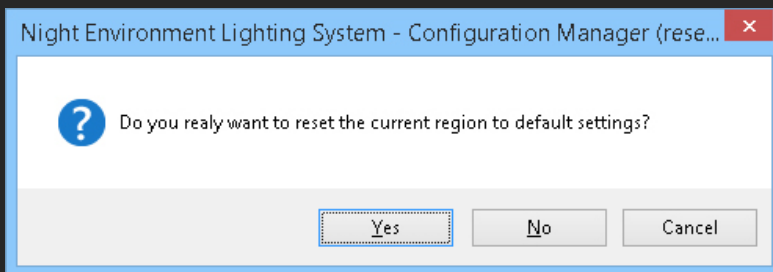 Night Environment Lighting System - Configuration Manager (rese...
Do you realy want to reset the current region to default settings?
Yes
No
Cancel